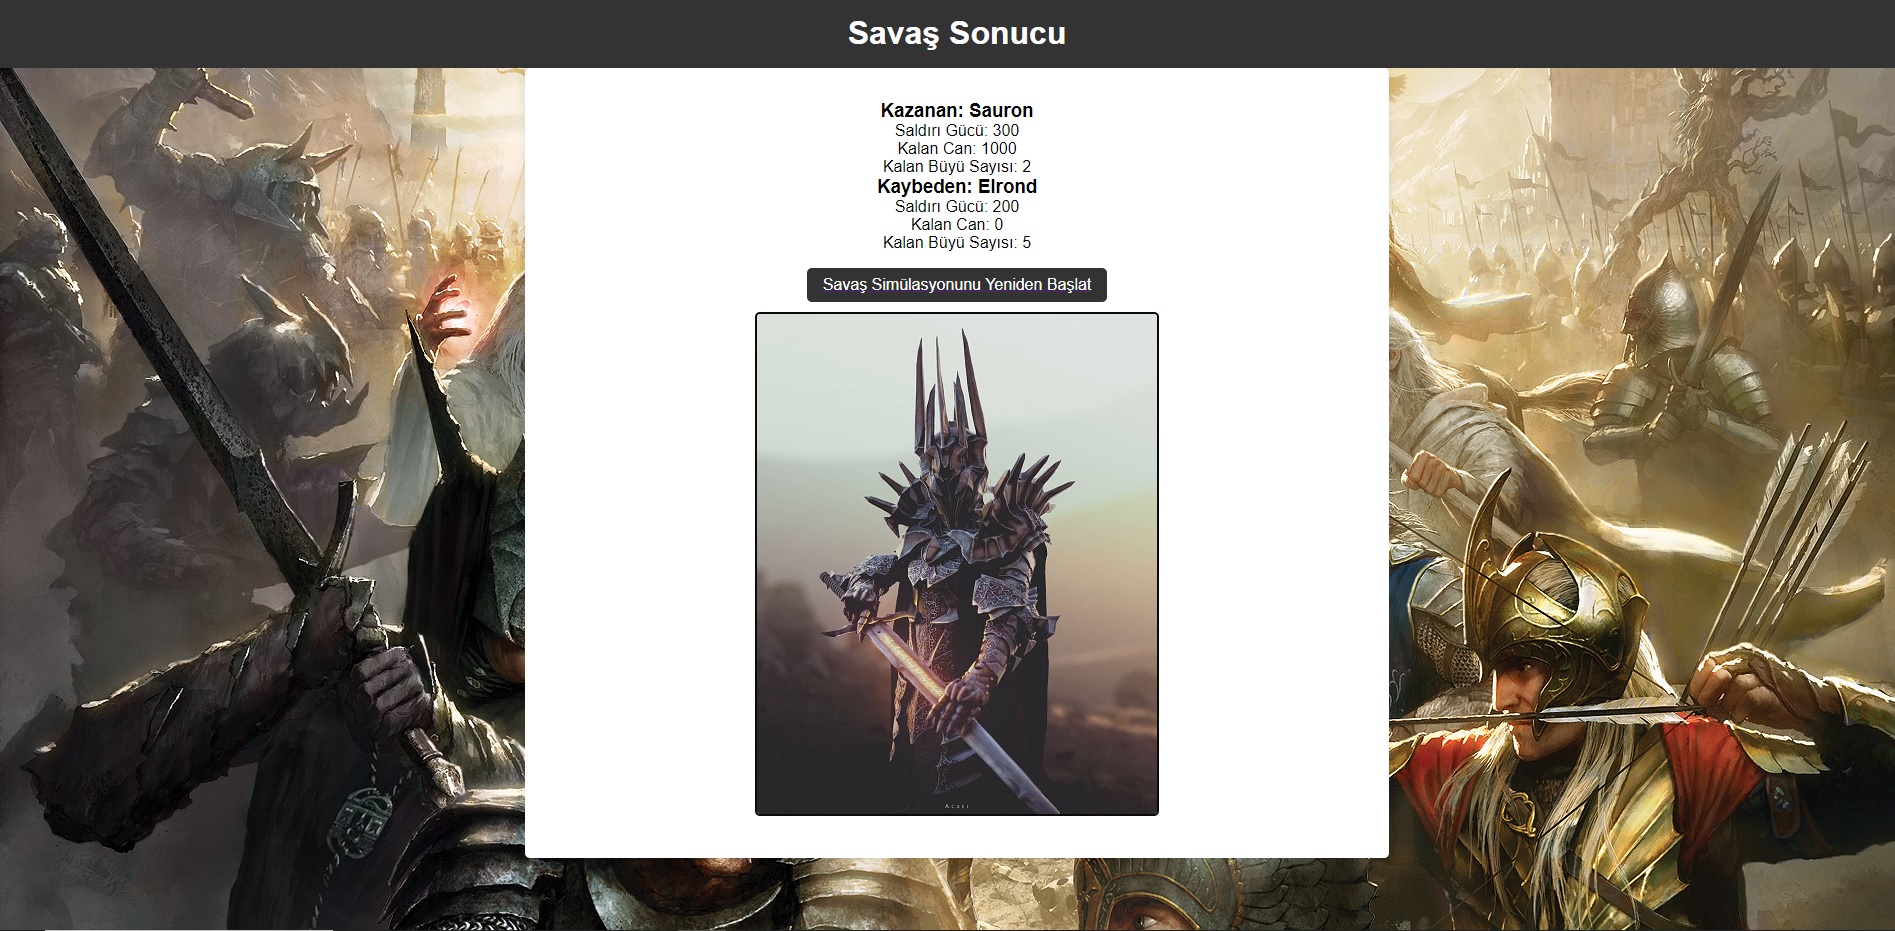 Savaş Sonucu
Kazanan: Sauron
Saldırı Gücü: 300
Kalan Can: 1000
Kalan Büyü Sayısı: 2
Kaybeden: Elrond
Saldırı Gücü: 200
Kalan Can: 0
Kalan Büyü Sayısı: 5
Savaş Simülasyonunu Yeniden Başlat
ACAEL